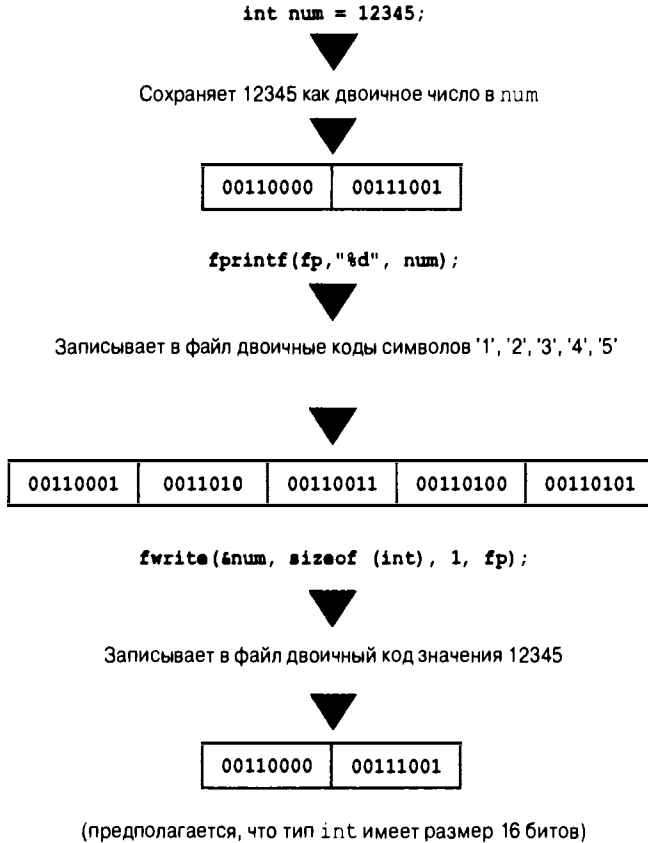 int num = 12345;
Сохраняет 12345 как двоичное число в num
00110000 00111001
fprintf(fp,"%d", num);
Записывает в файл двоичные коды символов '1', '2', '3', '4', '5'
00110001 0011010 00110011 00110100 00110101
fwrite(&num, sizeof (int), 1, fp);
Записывает в файл двоичный код значения 12345
00110000 00111001
(предполагается, что тип int имеет размер 16 битов)